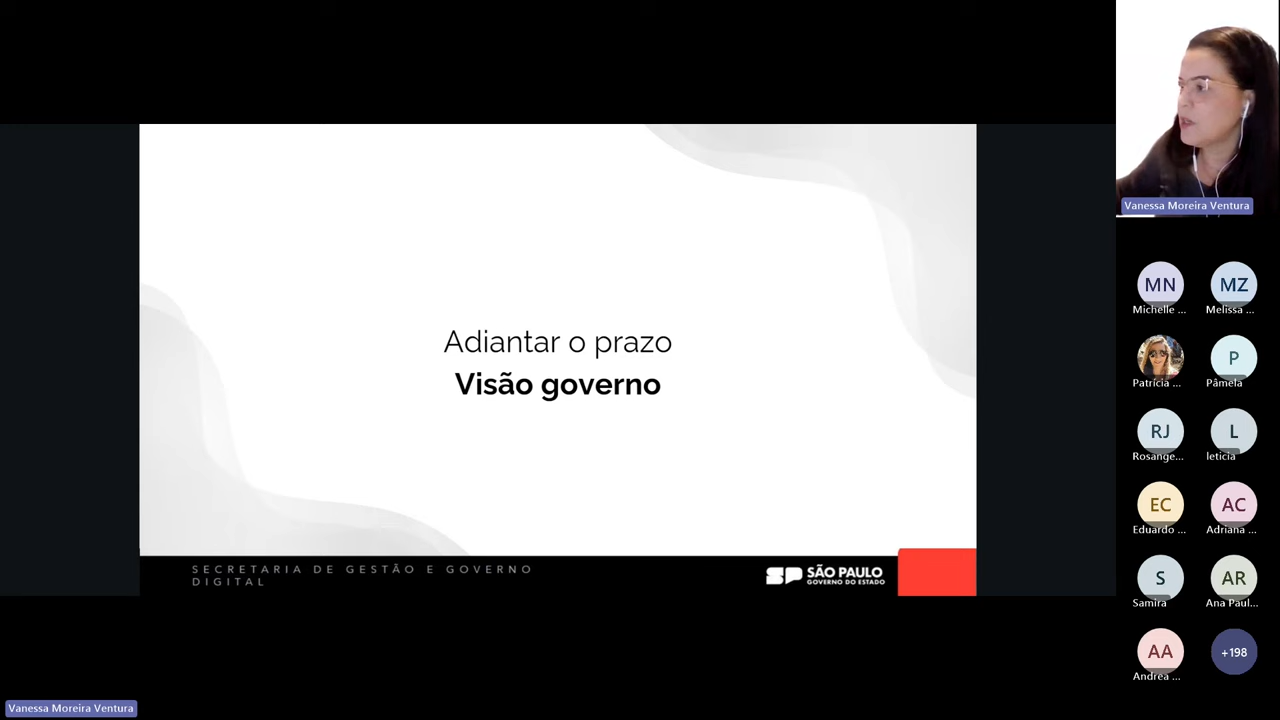 Vanessa Moreira Ventura
MN
Michelle ...
MZ
Melissa ...
Patrícia ...
P
Pâmela
RJ
Rosange...
L
leticia
EC
Eduardo ...
AC
Adriana ...
S
Samira
AR
Ana Paul...
AA
Andrea ...
+198
Adiantar o prazo
Visão governo
SECRETARIA DE GESTÃO E GOVERNO
DIGITAL
SP
SÃO PAULO
GOVERNO DO ESTADO
Vanessa Moreira Ventura